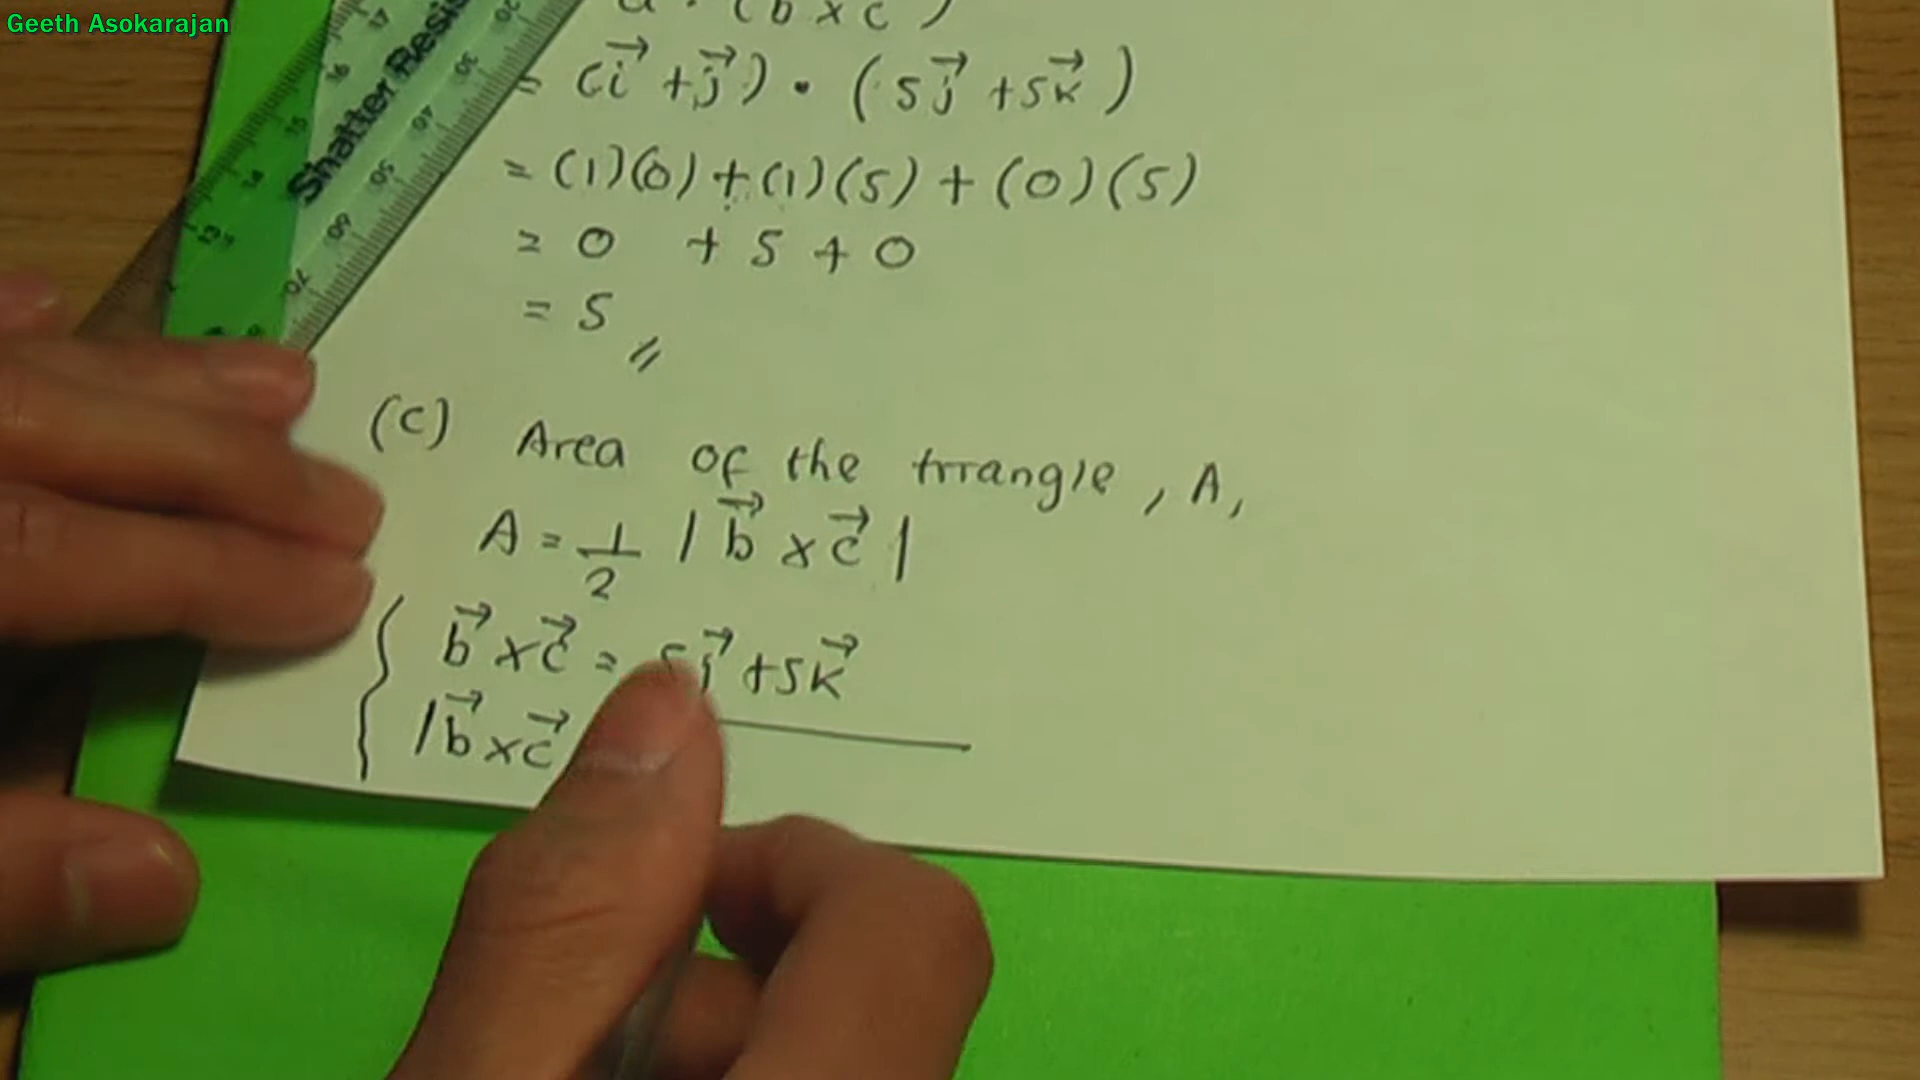 Geeth Asokarajan
Shatter Resis
a · (b × c)
= (i⃗ + j⃗) · (5j⃗ + 5k⃗)
= (1)(0) + (1)(5) + (0)(5)
= 0 + 5 + 0
= 5 //
(c) Area of the triangle, A,
A = 1/2 |b⃗ × c⃗|
b⃗ × c⃗ = 5j⃗ + 5k⃗
|b⃗ × c⃗